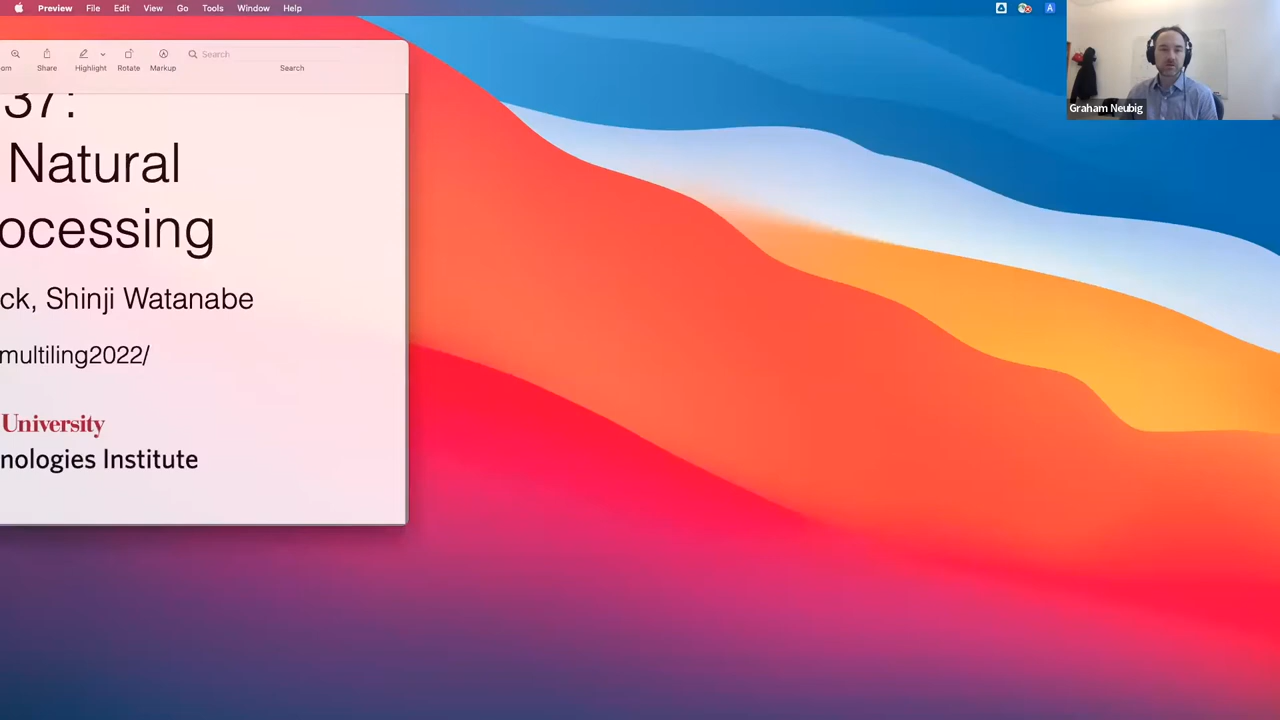 Preview File Edit View Go Tools Window Help
A
om Share Highlight Rotate Markup Search
Search
37:
Natural
ocessing
ck, Shinji Watanabe
multiling2022/
University
nologies Institute
Graham Neubig